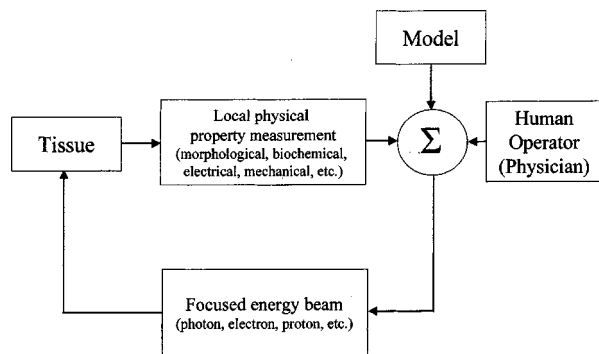 Model
Local physical
property measurement
(morphological, biochemical,
electrical, mechanical, etc.)
Tissue
Σ
Human
Operator
(Physician)
Focused energy beam
(photon, electron, proton, etc.)